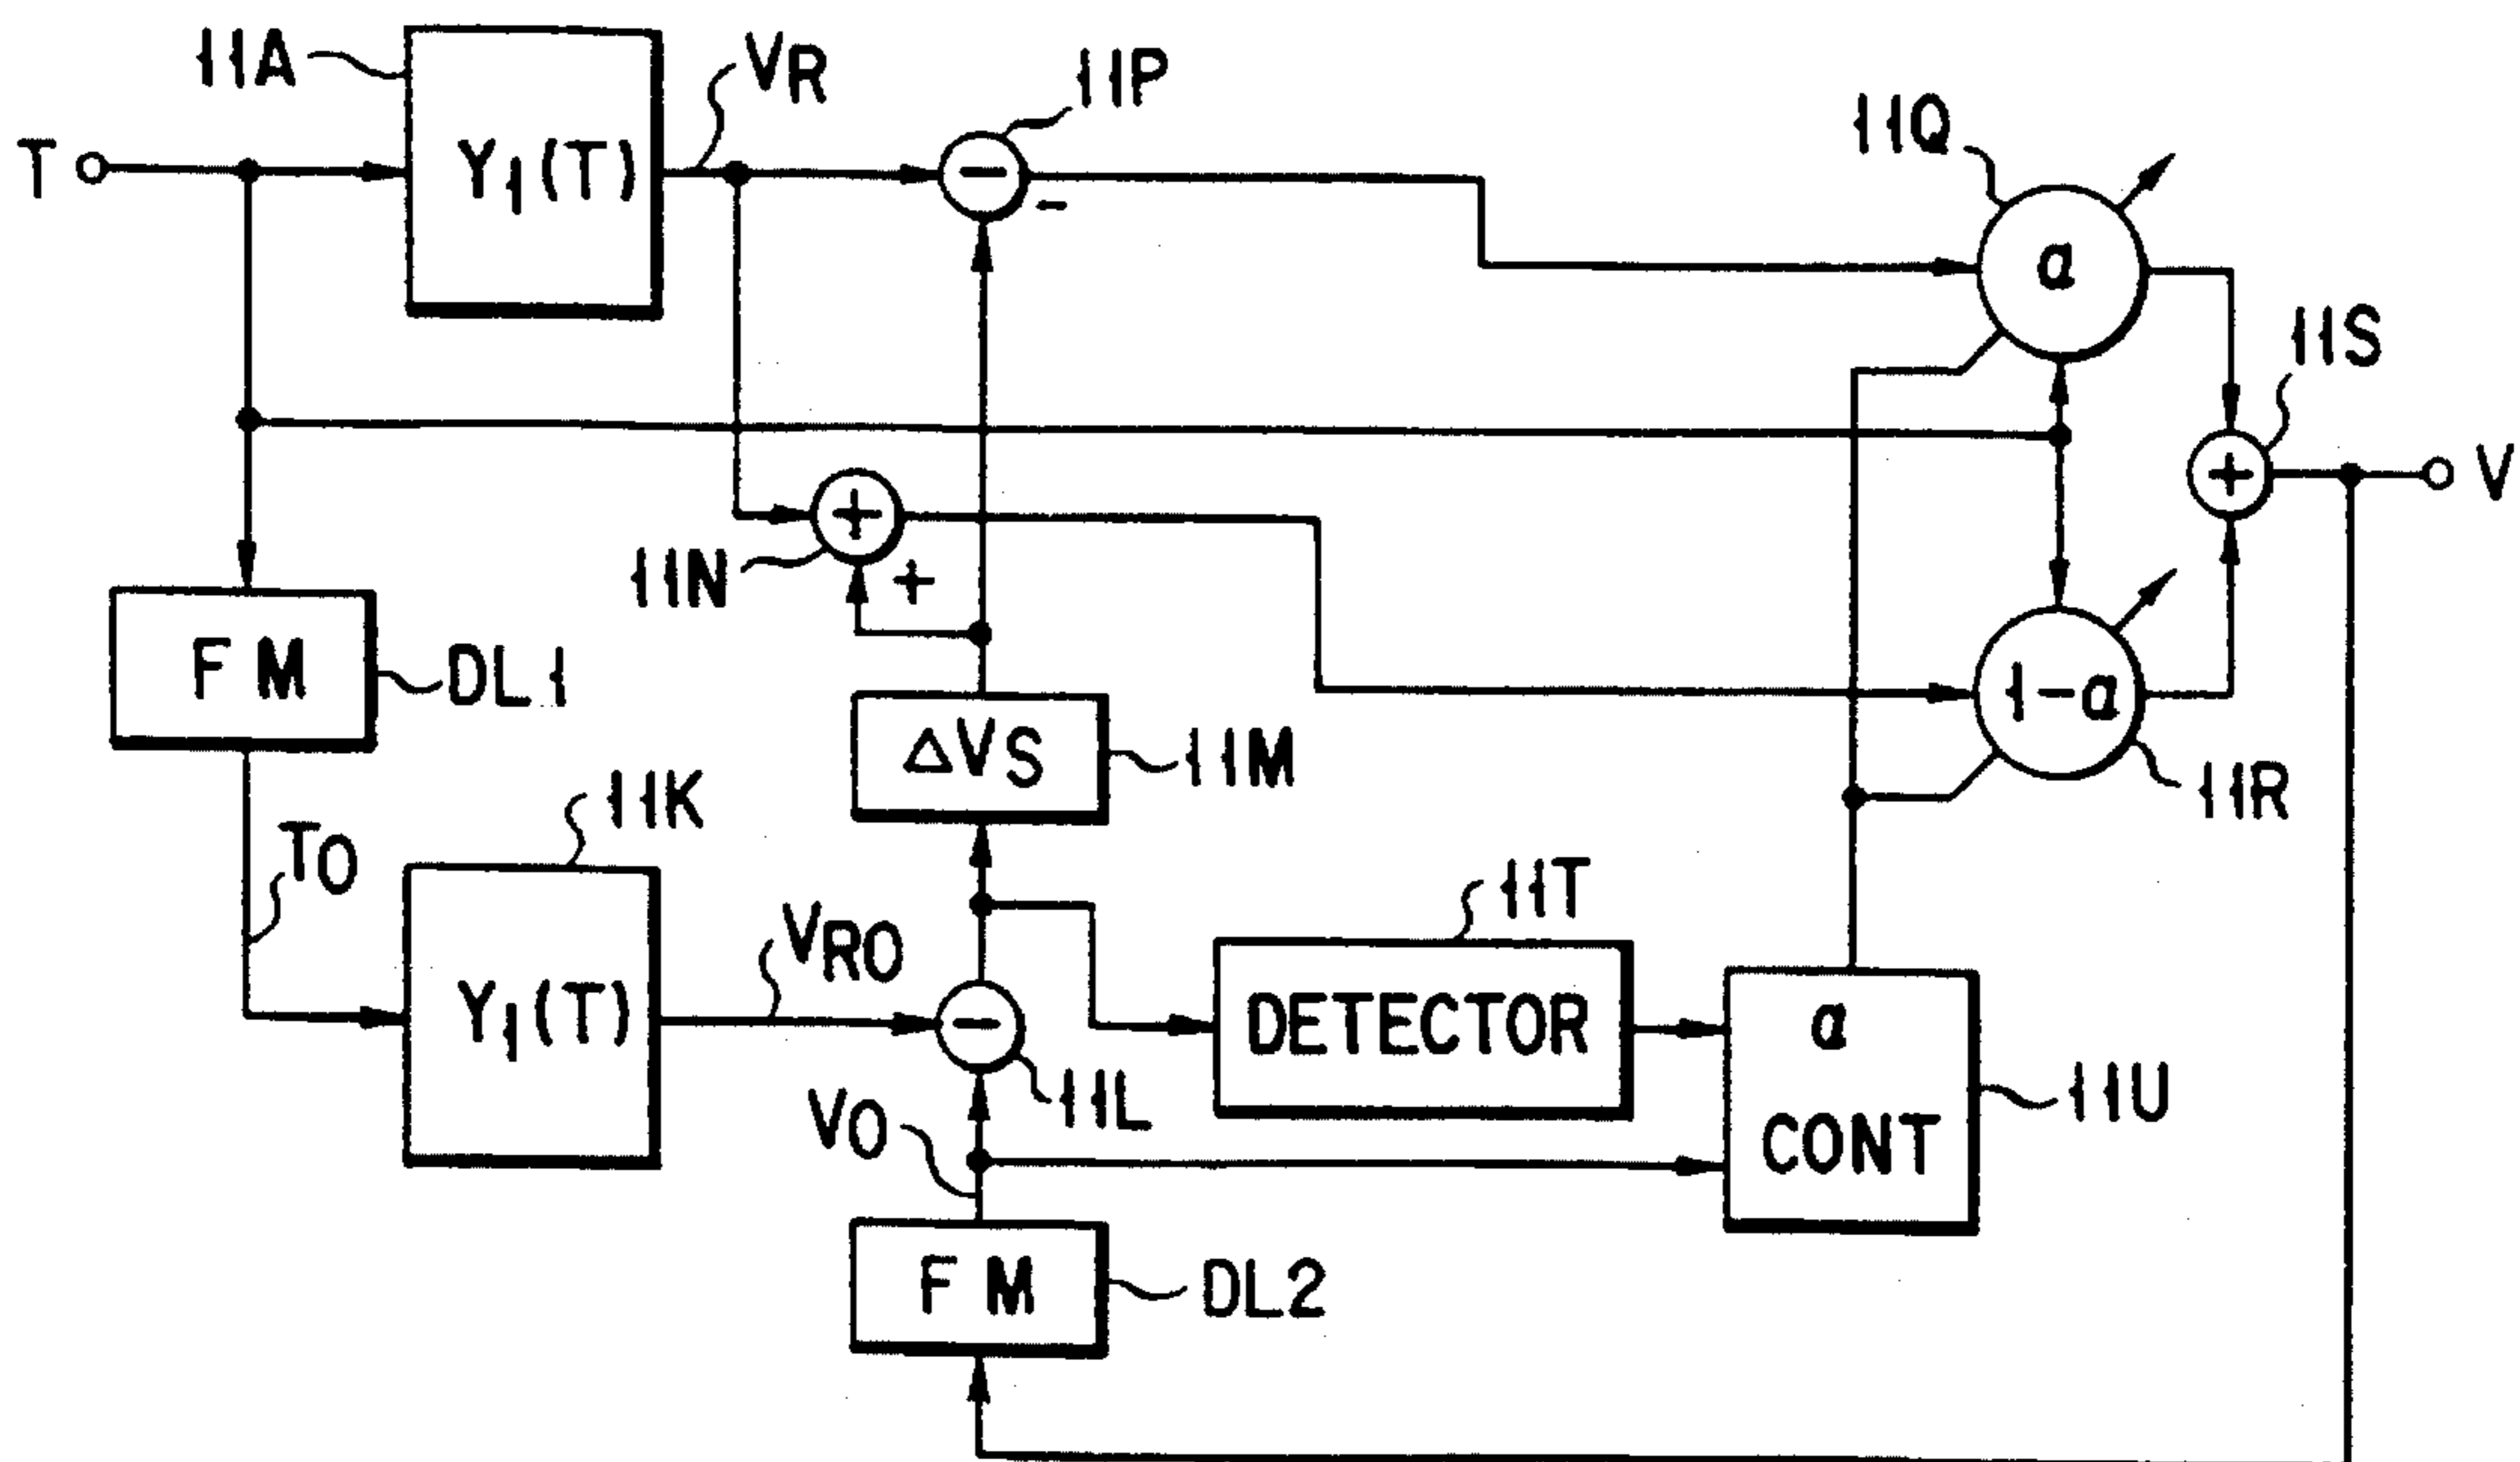 11A
VR
11P
11Q
T
Y1(T)
-
-
a
11S
+
V
+
11N
+
FM
DL1
1-a
ΔVS
11M
11R
11K
TO
11T
VRO
Y1(T)
-
DETECTOR
a
CONT
11L
11U
VO
FM
DL2